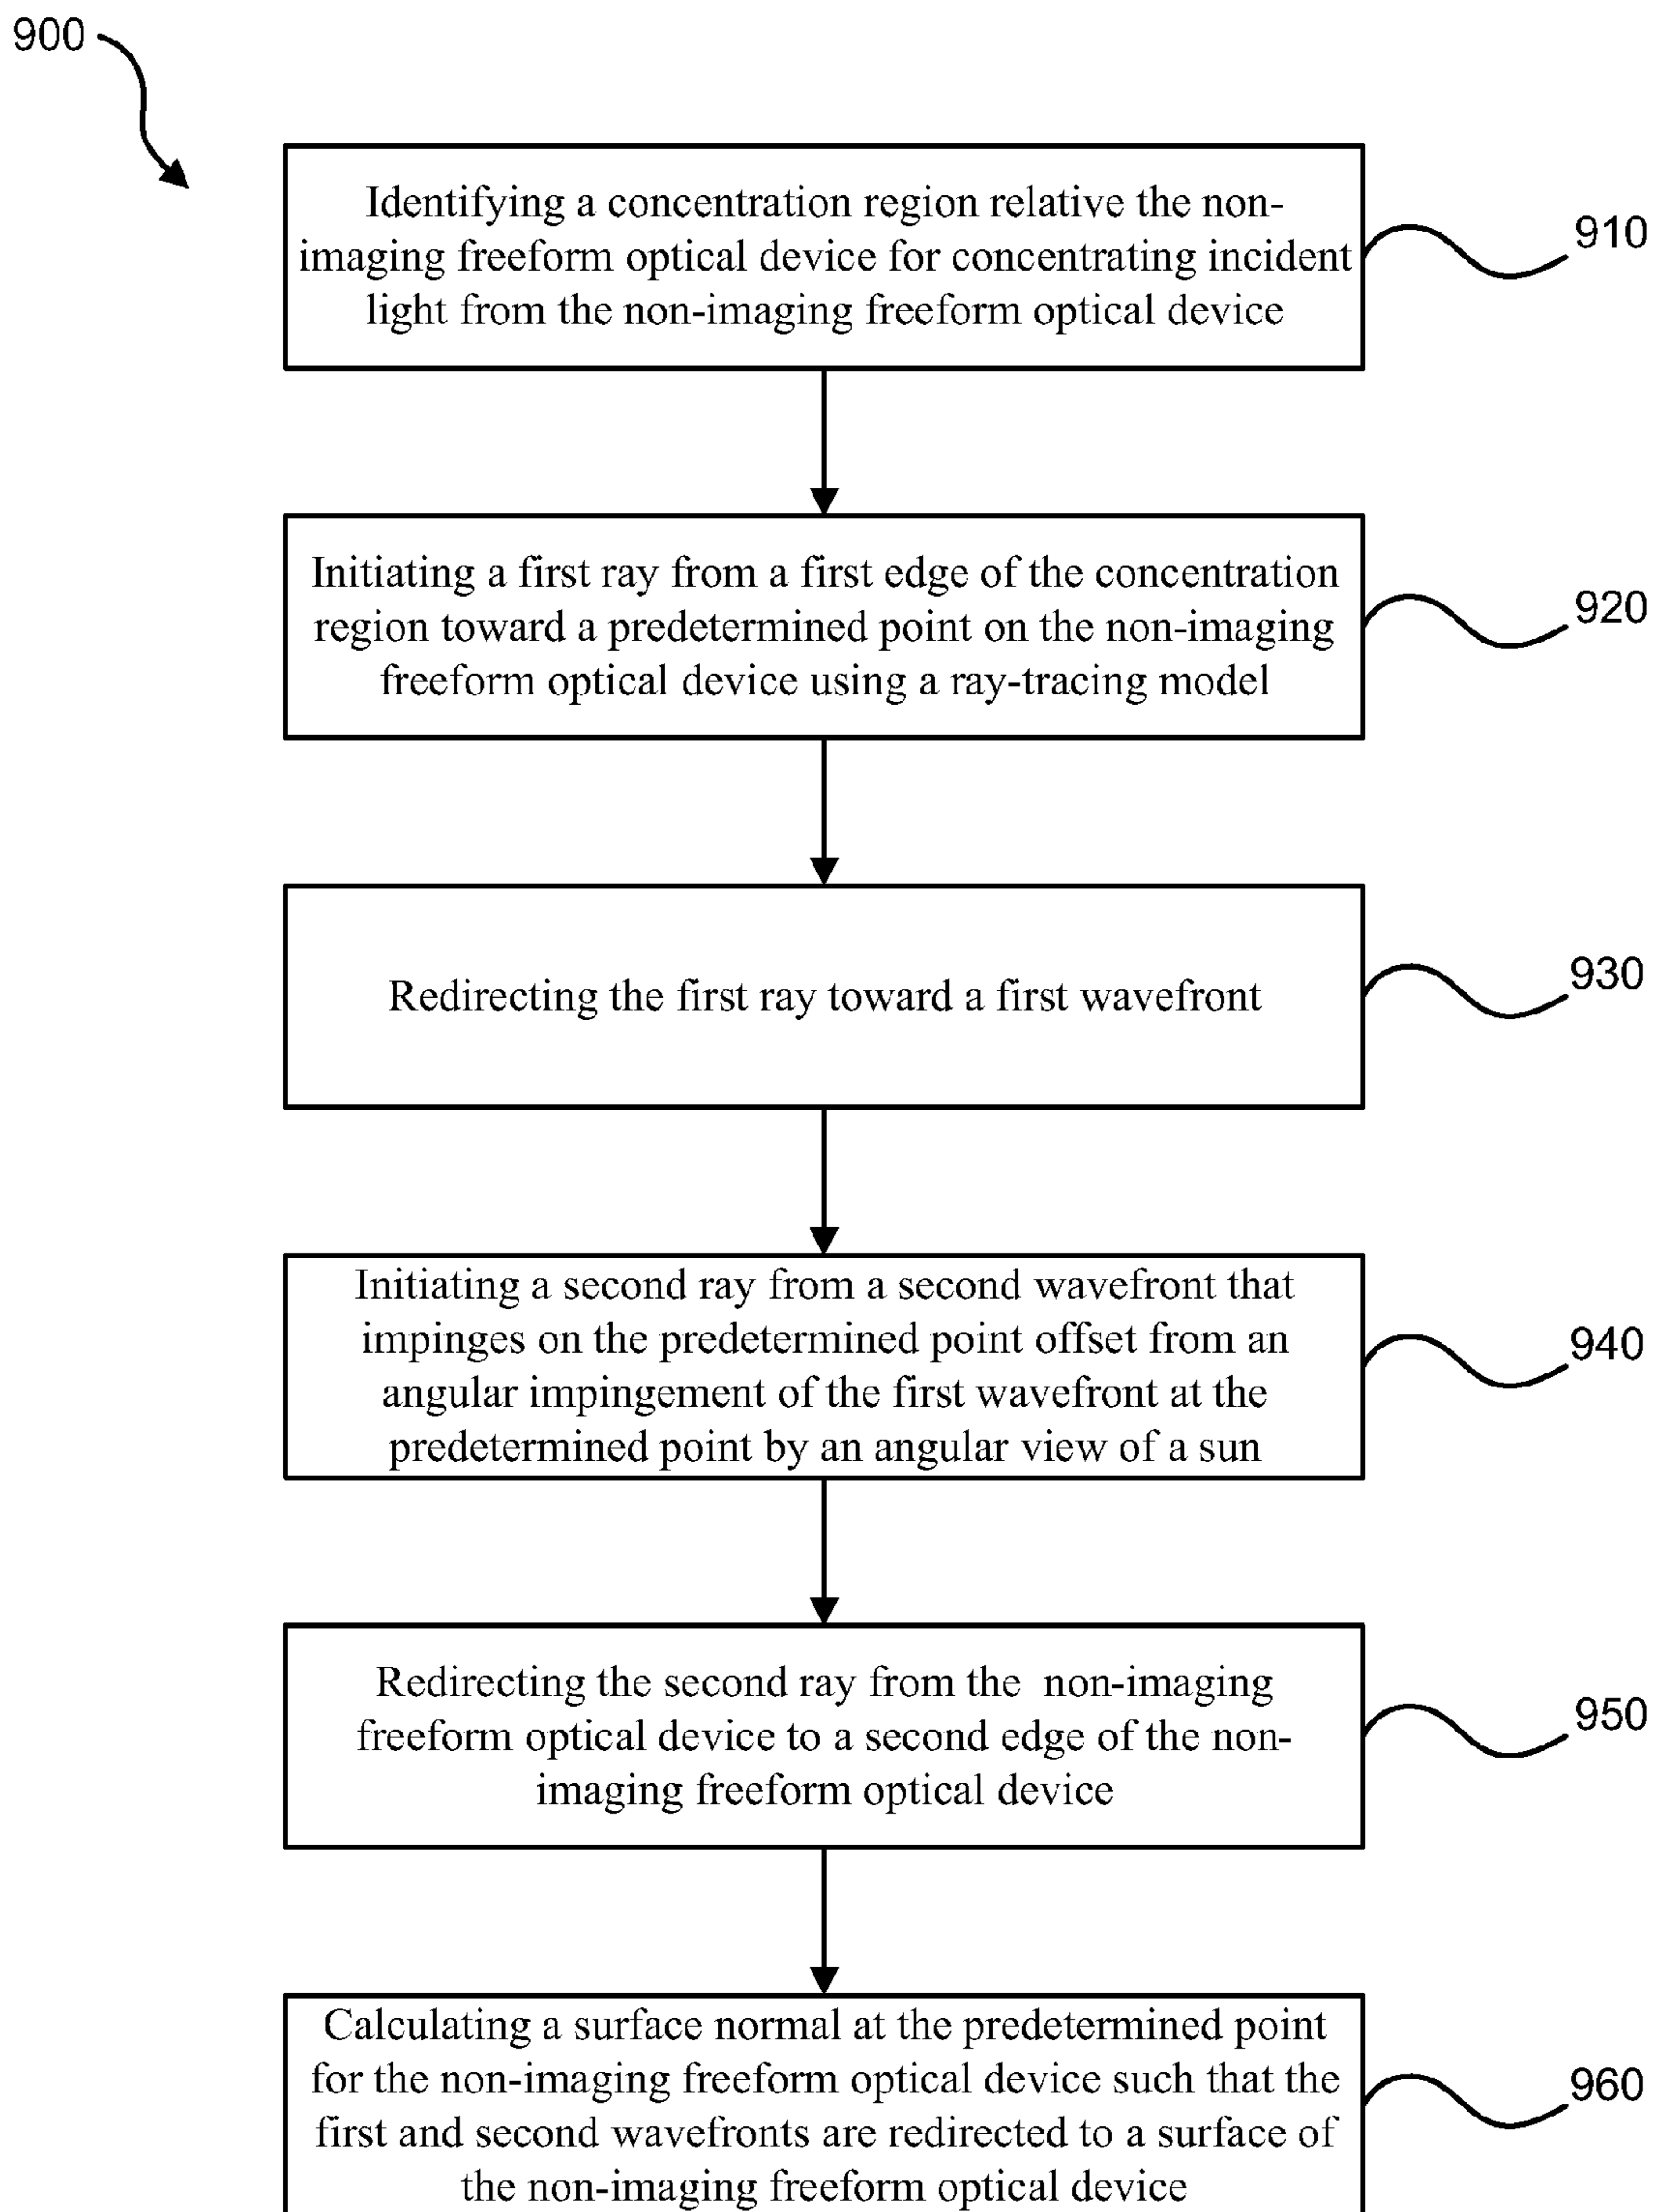 900
Identifying a concentration region relative the non-
imaging freeform optical device for concentrating incident
light from the non-imaging freeform optical device
910
Initiating a first ray from a first edge of the concentration
region toward a predetermined point on the non-imaging
freeform optical device using a ray-tracing model
920
Redirecting the first ray toward a first wavefront
930
Initiating a second ray from a second wavefront that
impinges on the predetermined point offset from an
angular impingement of the first wavefront at the
predetermined point by an angular view of a sun
940
Redirecting the second ray from the non-imaging
freeform optical device to a second edge of the non-
imaging freeform optical device
950
Calculating a surface normal at the predetermined point
for the non-imaging freeform optical device such that the
first and second wavefronts are redirected to a surface of
the non-imaging freeform optical device
960